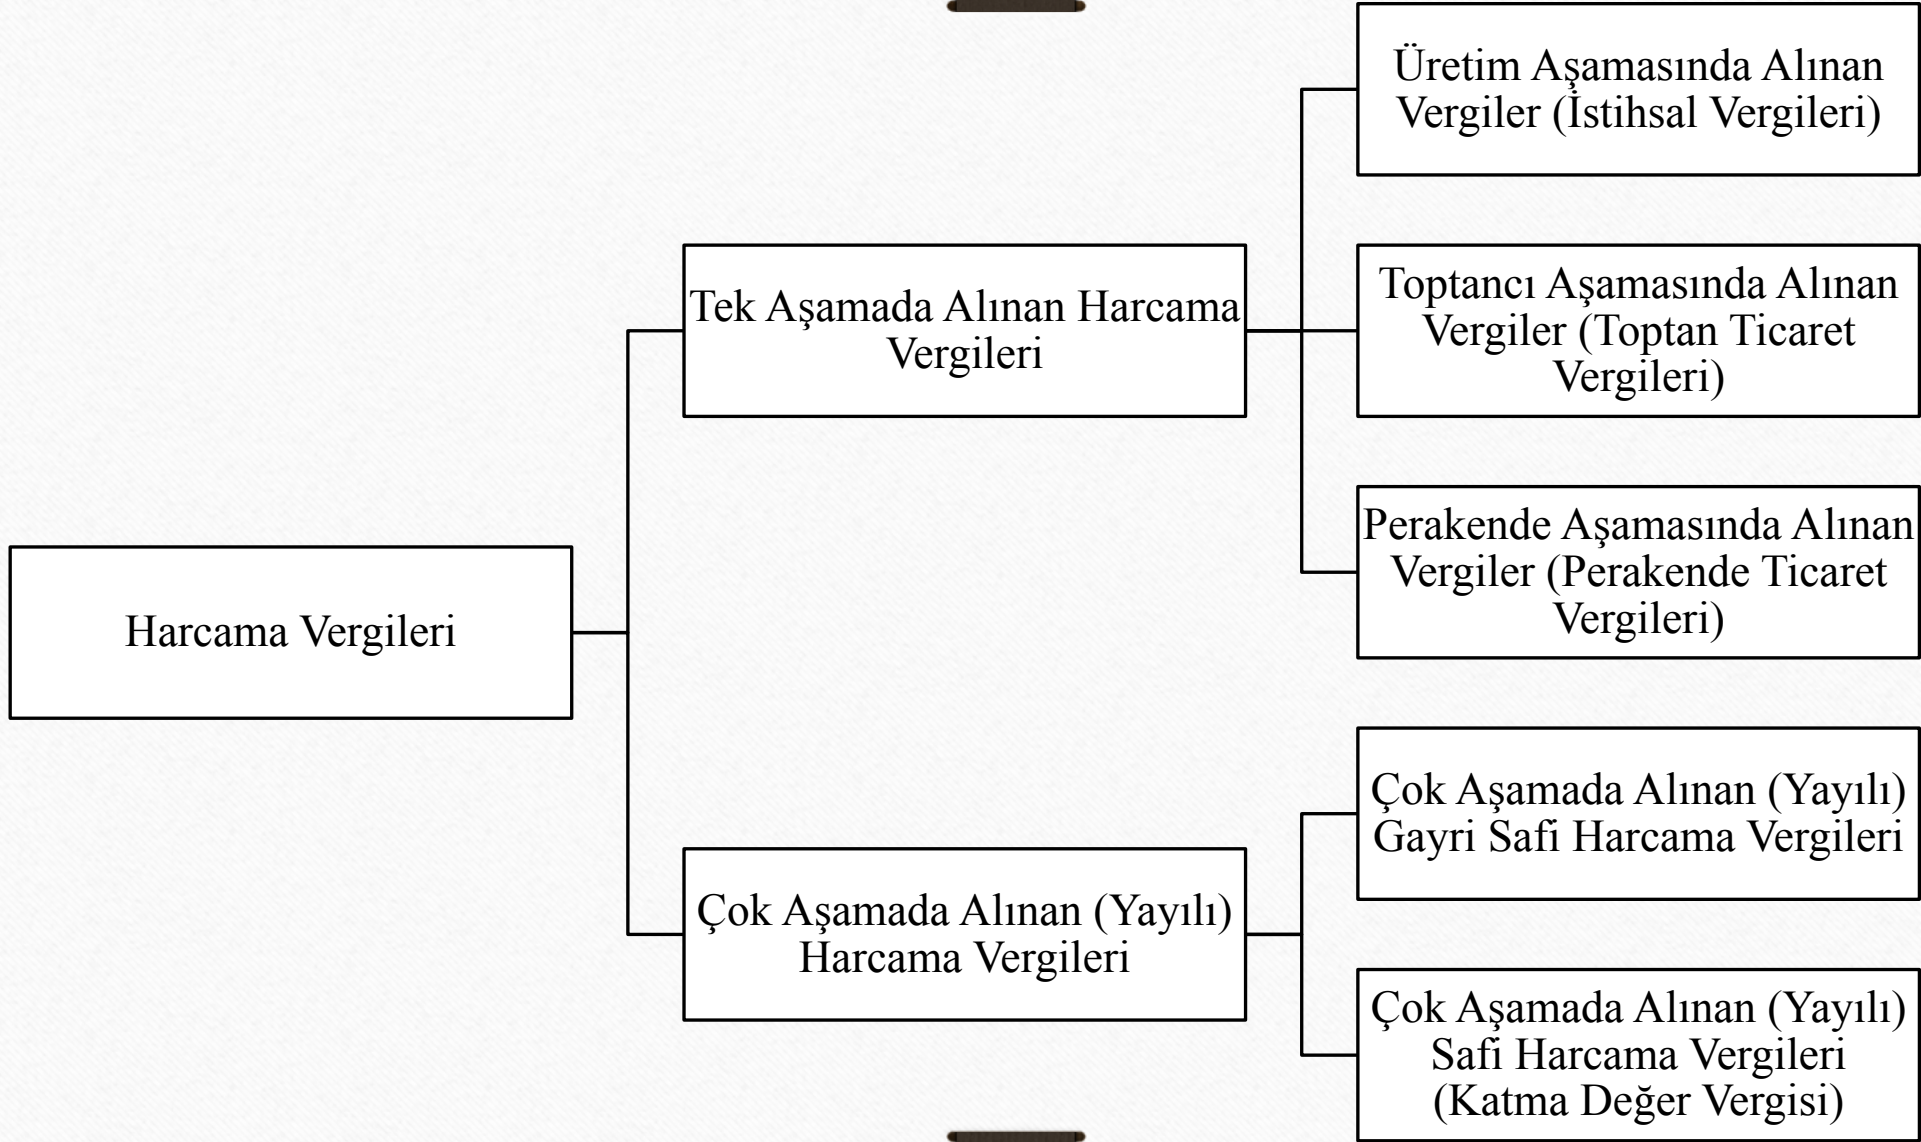 Harcama Vergileri
Tek Aşamada Alınan Harcama
Vergileri
Üretim Aşamasında Alınan
Vergiler (İstihsal Vergileri)
Toptancı Aşamasında Alınan
Vergiler (Toptan Ticaret
Vergileri)
Perakende Aşamasında Alınan
Vergiler (Perakende Ticaret
Vergileri)
Çok Aşamada Alınan (Yayılı)
Harcama Vergileri
Çok Aşamada Alınan (Yayılı)
Gayri Safi Harcama Vergileri
Çok Aşamada Alınan (Yayılı)
Safi Harcama Vergileri
(Katma Değer Vergisi)